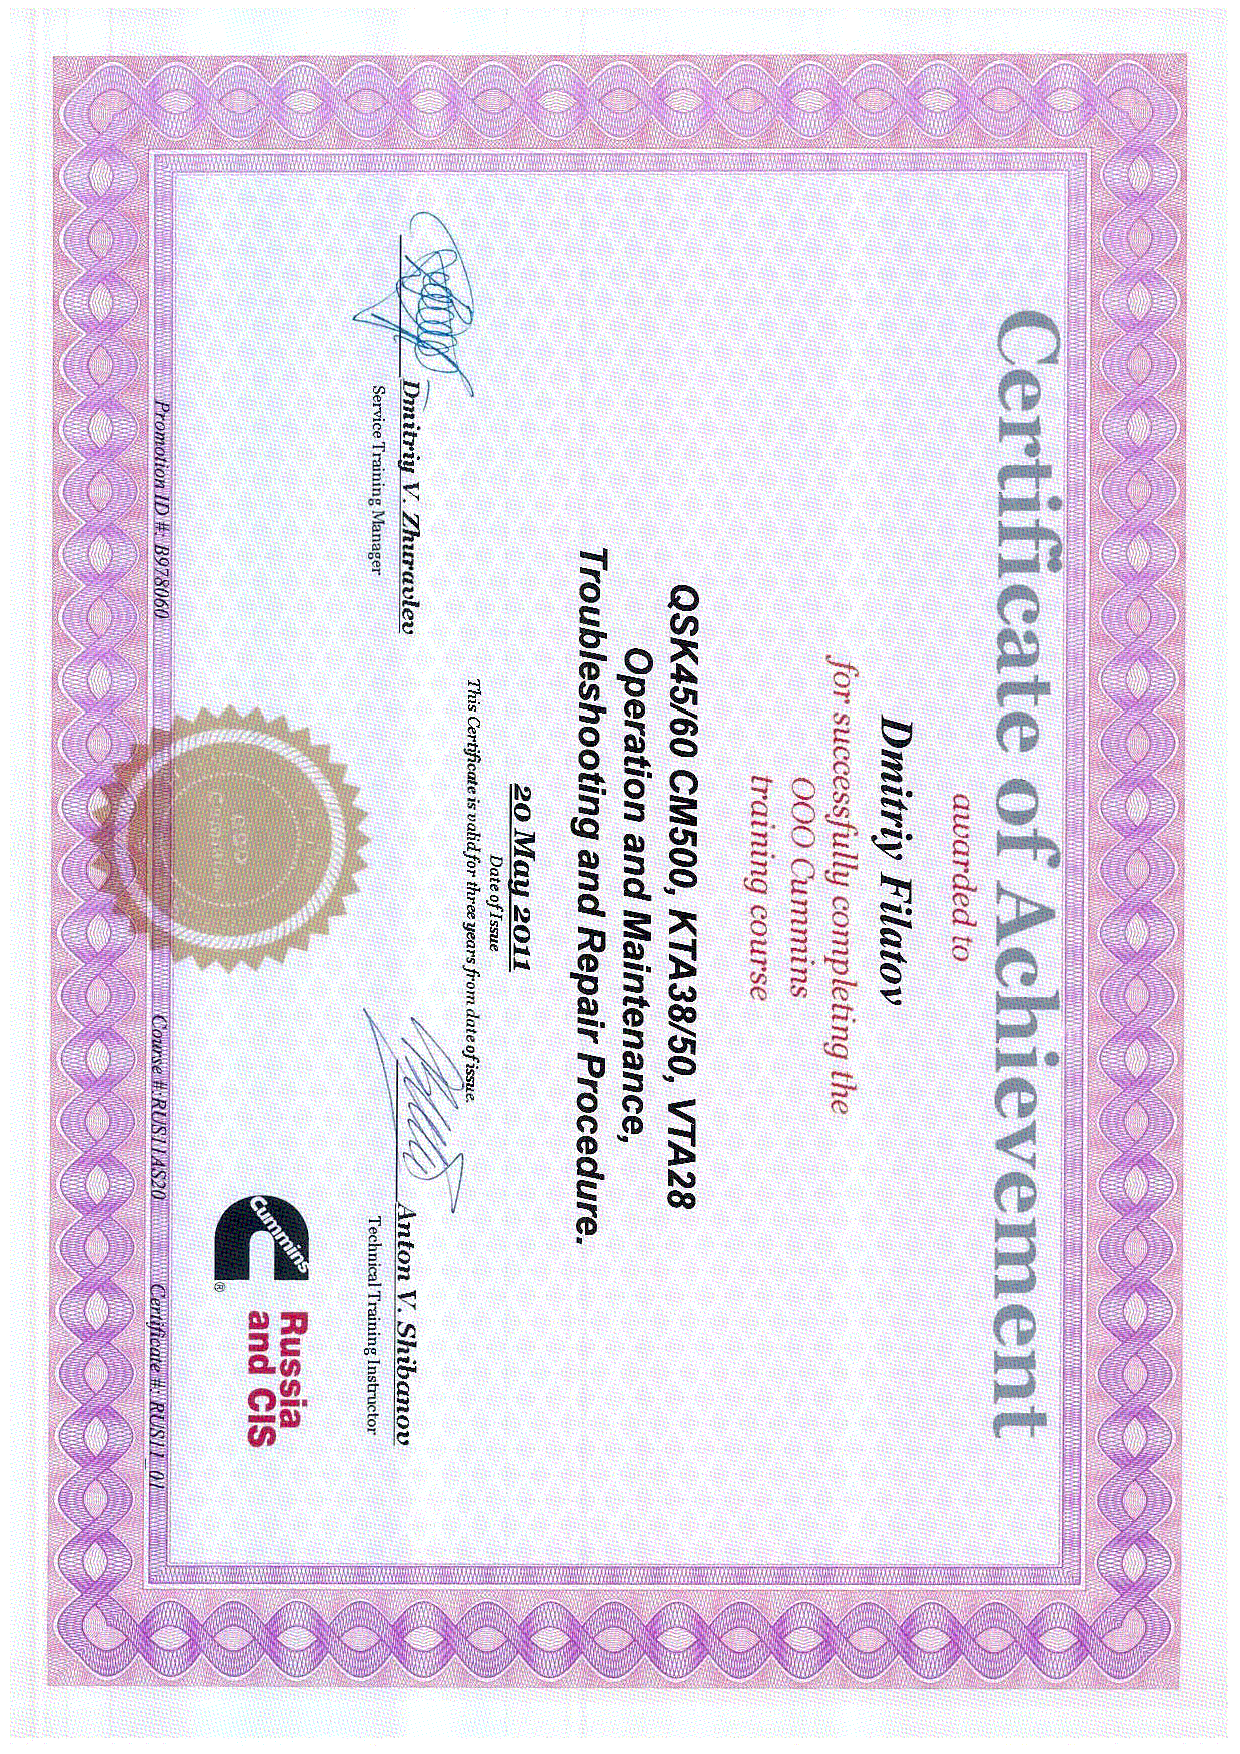 Certificate of Achievement
awarded to
Dmitriy Filatov
for successfully completing the
OOO Cummins
training course
QSK45/60 CM500, KTA38/50, VTA28
Operation and Maintenance,
Troubleshooting and Repair Procedure.
20 May 2011
Date of Issue
This Certificate is valid for three years from date of issue.
Dmitriy V. Zhuravlev
Service Training Manager
Anton V. Shibanov
Technical Training Instructor
Cummins
®
Russia
and CIS
Promotion ID #: B978060
Course #:RUS11AS20
Certificate #: RUS11_01